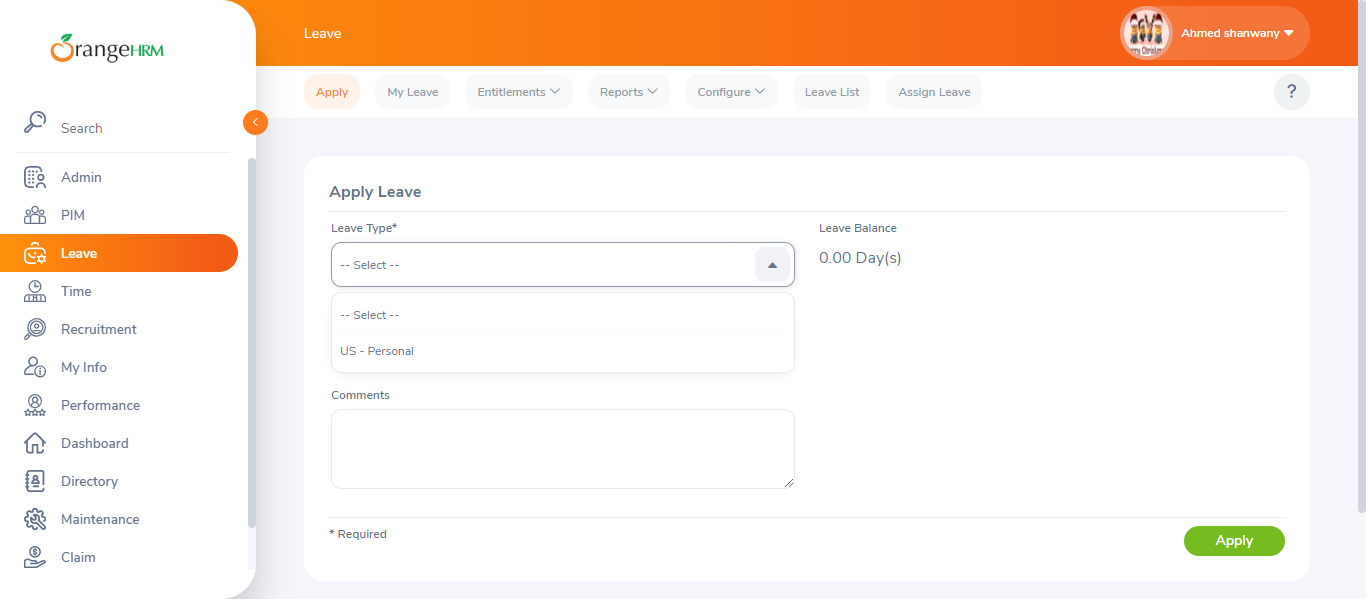 OrangeHRM
Search
Admin
PIM
Leave
Time
Recruitment
My Info
Performance
Dashboard
Directory
Maintenance
Claim
Leave
Ahmed shanwany
Apply
My Leave
Entitlements
Reports
Configure
Leave List
Assign Leave
?
Apply Leave
Leave Type*
-- Select --
-- Select --
US - Personal
Leave Balance
0.00 Day(s)
Comments
* Required
Apply